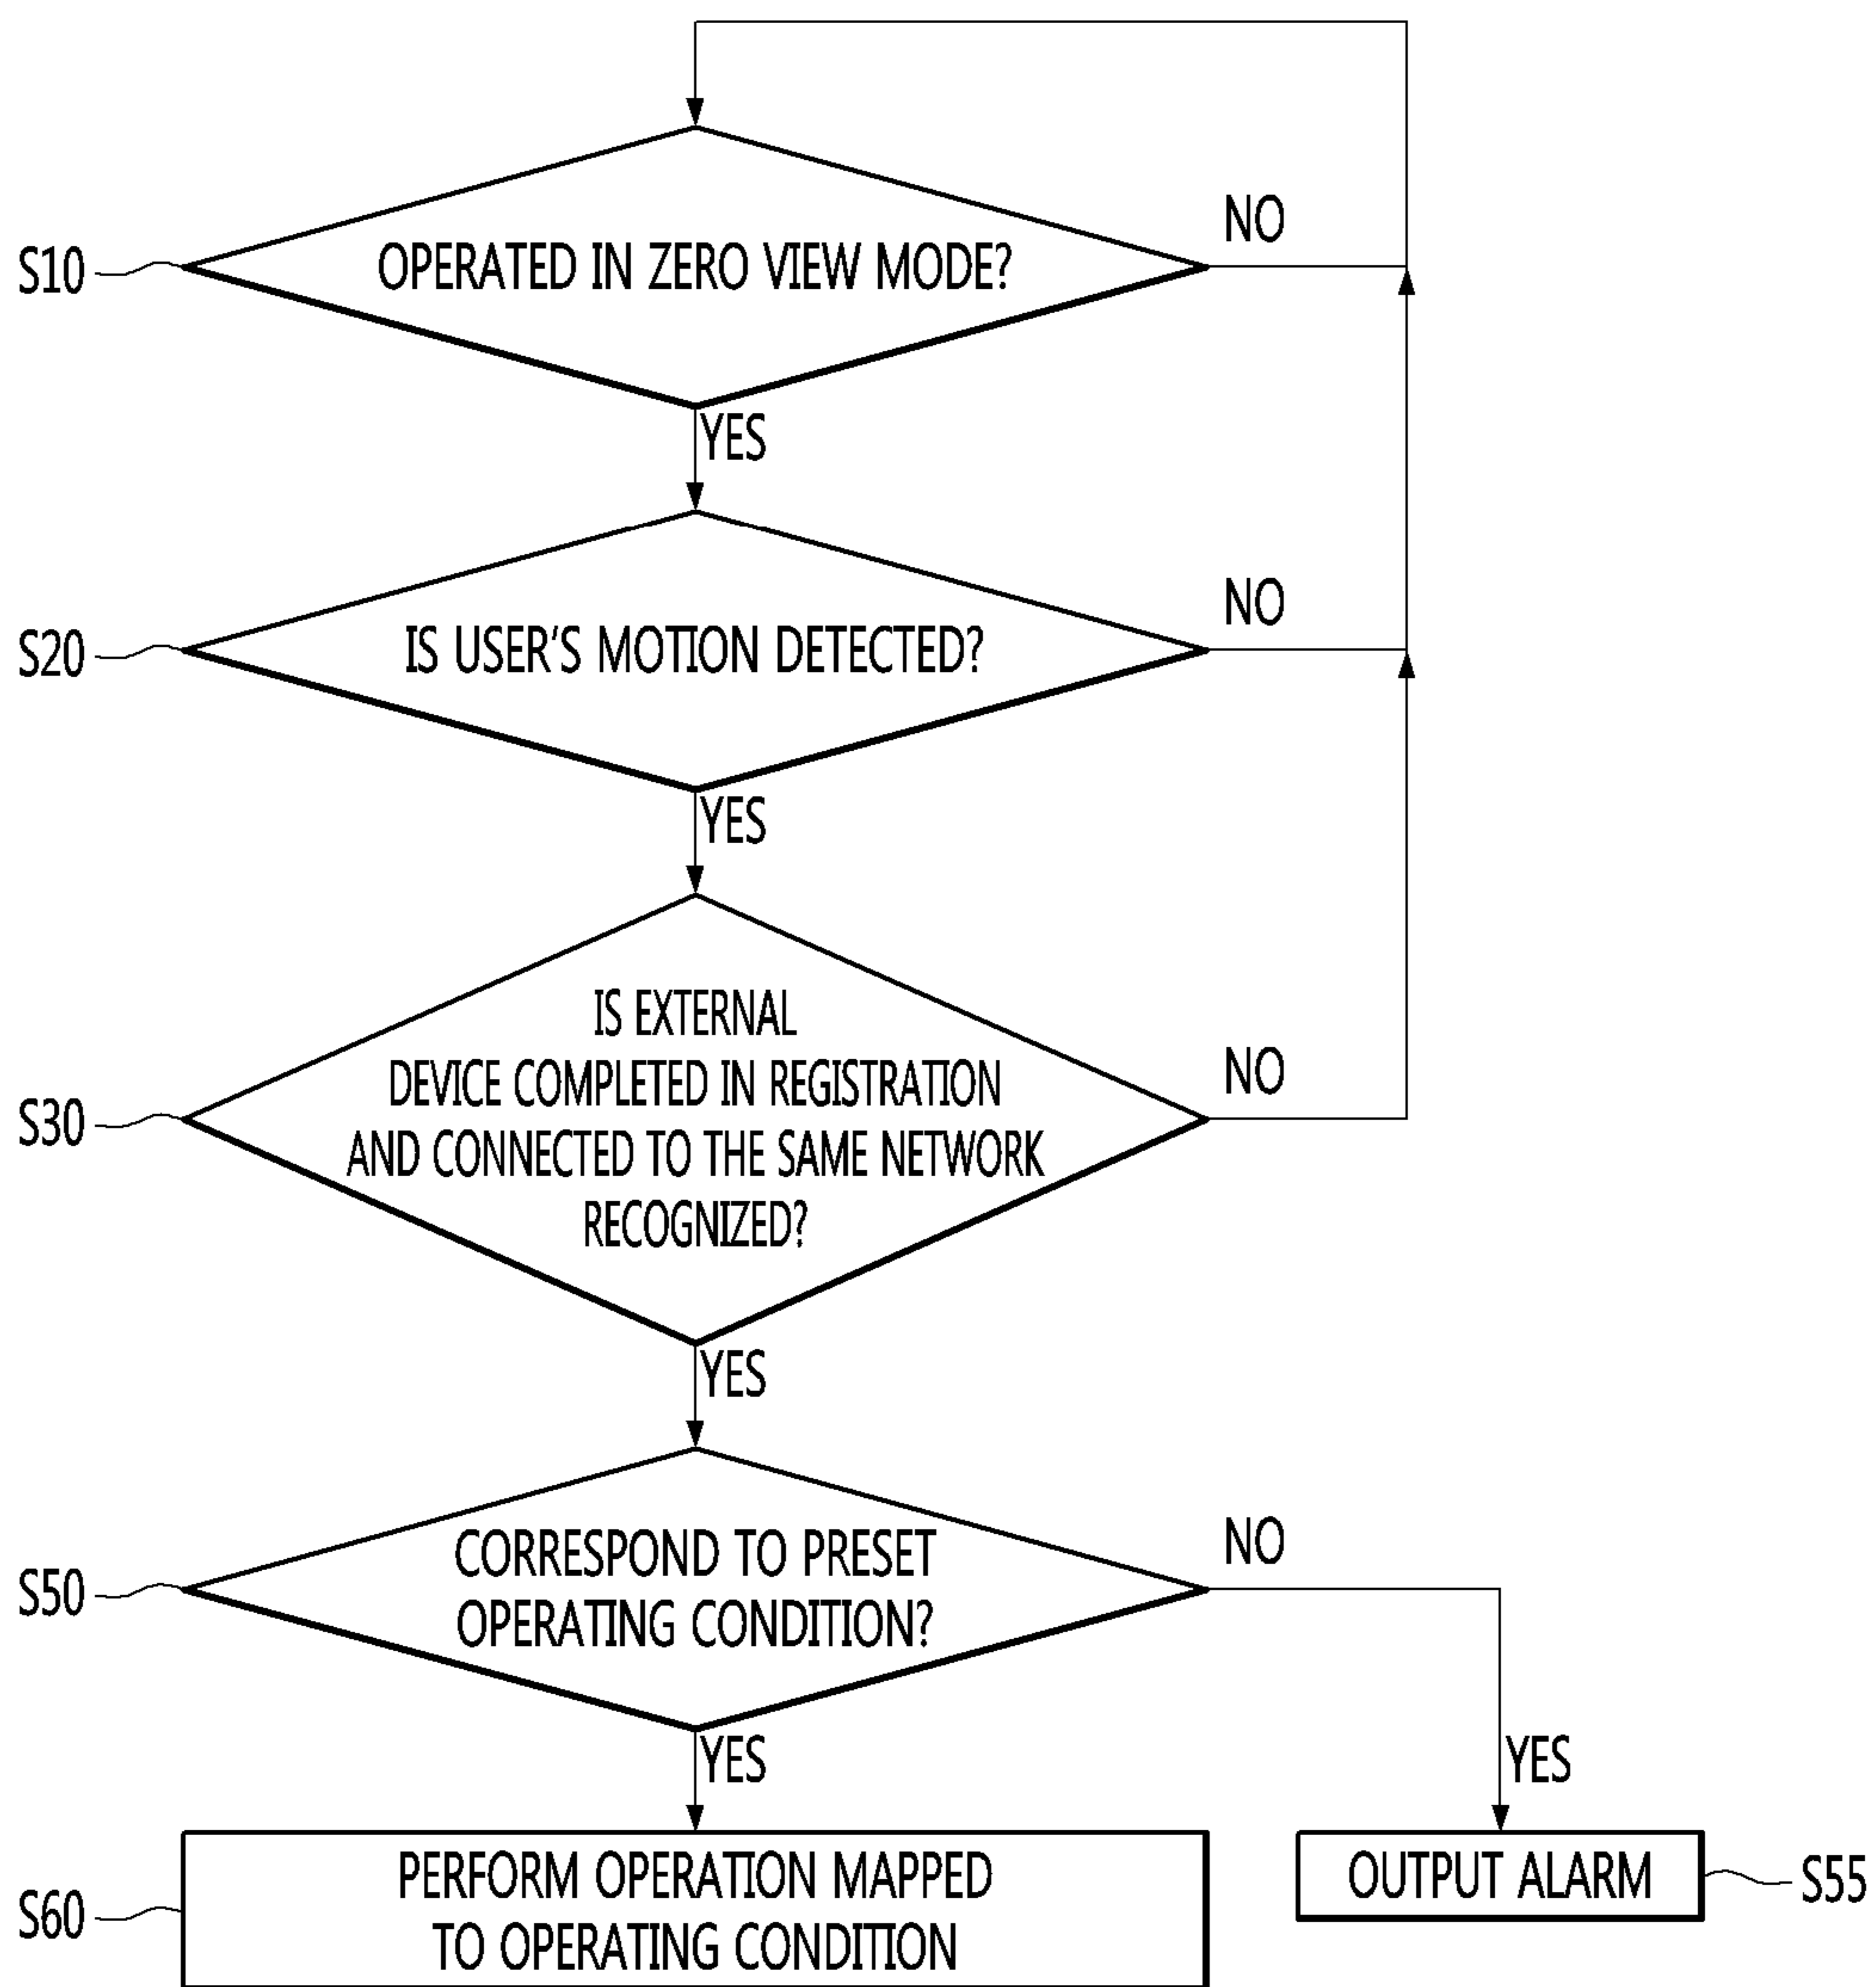 NO
S10
OPERATED IN ZERO VIEW MODE?
YES
NO
S20
IS USER'S MOTION DETECTED?
YES
IS EXTERNAL
DEVICE COMPLETED IN REGISTRATION
AND CONNECTED TO THE SAME NETWORK
RECOGNIZED?
NO
S30
YES
CORRESPOND TO PRESET
OPERATING CONDITION?
NO
S50
YES
YES
PERFORM OPERATION MAPPED
TO OPERATING CONDITION
S60
OUTPUT ALARM
S55